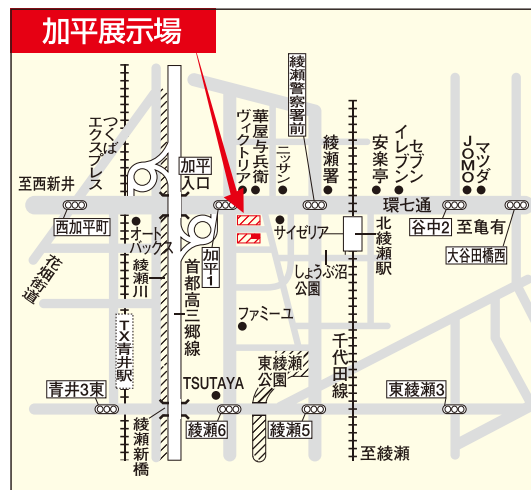 加平展示場
つくば
エクスプレス
加平
入口
ヴィクトリア
華屋与兵衛
ニッサン
綾瀬警察署前
綾瀬署
安楽亭
セブン
イレブン
JOMO
マツダ
至西新井
環七通
至亀有
西加平町
オート
バックス
加平1
サイゼリア
北綾瀬駅
谷中2
大谷田橋西
花畑街道
綾瀬川
首都高三郷線
しょうぶ沼
公園
ファミーユ
TX青井駅
東綾瀬
公園
千代田線
青井3東
TSUTAYA
東綾瀬3
綾瀬新橋
綾瀬6
綾瀬5
至綾瀬